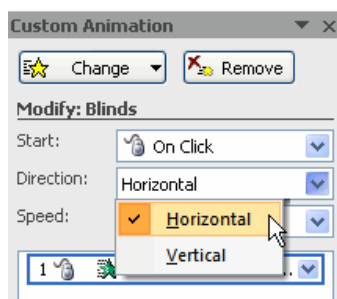 Custom Animation
Change Remove
Modify: Blinds
Start: On Click
Direction: Horizontal
Speed:
Horizontal
Vertical
1 ..